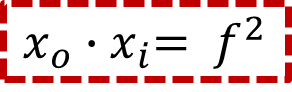 xₒ · xᵢ= f²